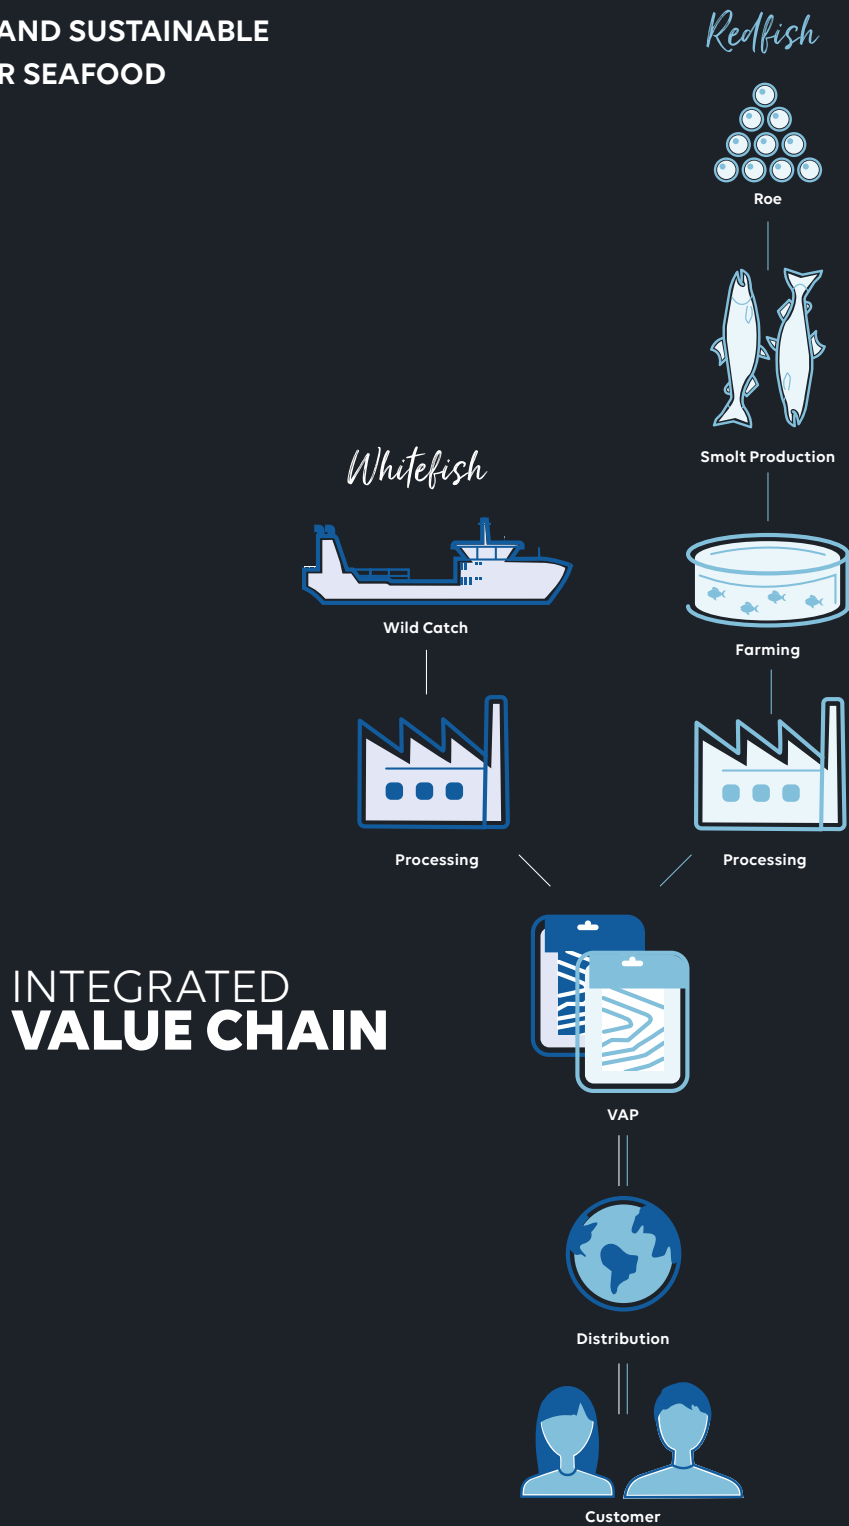 AND SUSTAINABLE
R SEAFOOD
Redfish
Roe
Smolt Production
Whitefish
Wild Catch
Farming
Processing
Processing
INTEGRATED
VALUE CHAIN
VAP
Distribution
Customer